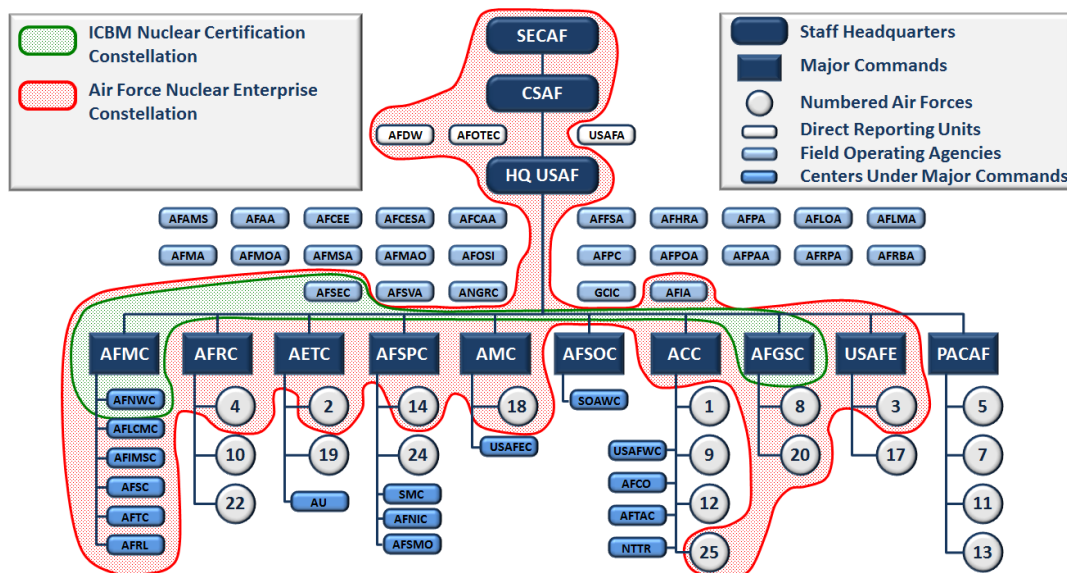 ICBM Nuclear Certification
Constellation
Air Force Nuclear Enterprise
Constellation
SECAF
CSAF
AFDW AFOTEC USAFA
HQ USAF
Staff Headquarters
Major Commands
Numbered Air Forces
Direct Reporting Units
Field Operating Agencies
Centers Under Major Commands
AFAMS AFAA AFCEE AFCESA AFCAA AFFSA AFHRA AFPA AFLOA AFLMA
AFMA AFMOA AFMSA AFMAO AFOSI AFPC AFPOA AFPAA AFRPA AFRBA
AFSEC AFSVA ANGRC GCIC AFIA
AFMC AFRC AETC AFSPC AMC AFSOC ACC AFGSC USAFE PACAF
AFNWC 4 2 14 18 SOAWC 1 8 3 5
AFLCMC
USAFEC
AFIMSC 10 19 24 USAFWC 9 20 17 7
AFSC AU SMC AFCO
22 12 11
AFTC AFNIC AFTAC
AFRL AFSMO NTTR 25 13